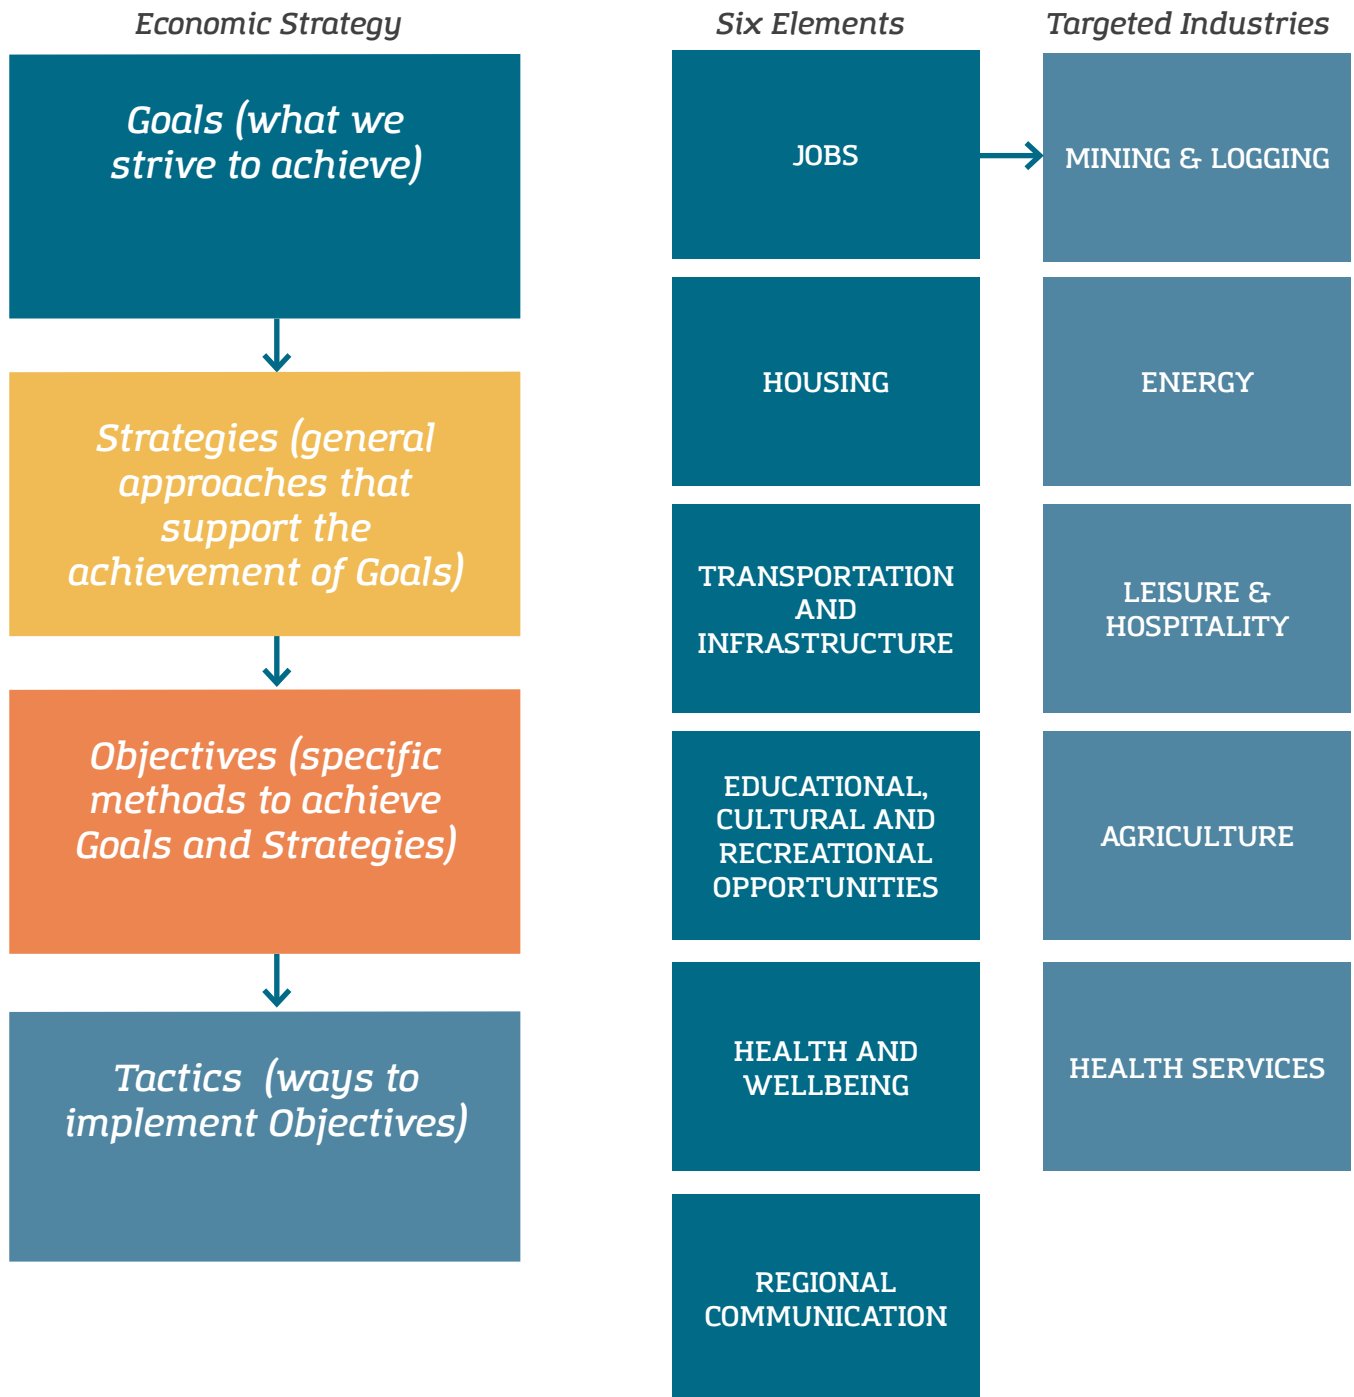 Economic Strategy
Goals (what we
strive to achieve)
Strategies (general
approaches that
support the
achievement of Goals)
Objectives (specific
methods to achieve
Goals and Strategies)
Tactics (ways to
implement Objectives)
Six Elements
JOBS
HOUSING
TRANSPORTATION
AND
INFRASTRUCTURE
EDUCATIONAL,
CULTURAL AND
RECREATIONAL
OPPORTUNITIES
HEALTH AND
WELLBEING
REGIONAL
COMMUNICATION
Targeted Industries
MINING & LOGGING
ENERGY
LEISURE &
HOSPITALITY
AGRICULTURE
HEALTH SERVICES